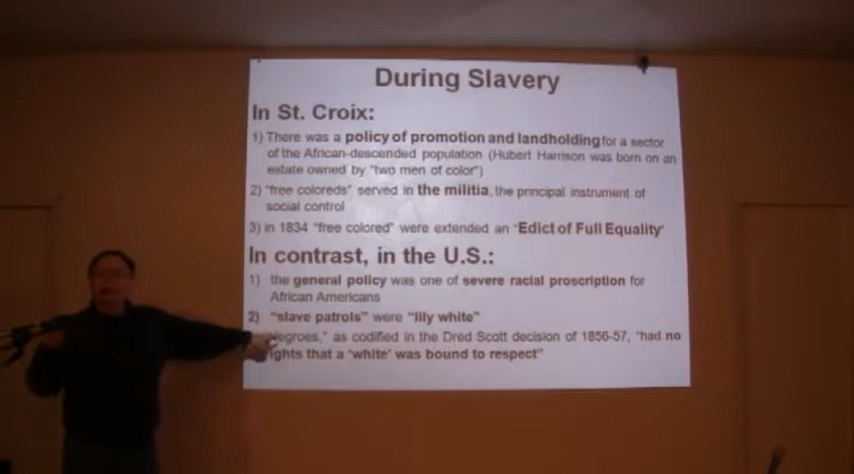 During Slavery
In St. Croix:
1) There was a policy of promotion and landholding for a sector
of the African-descended population (Hubert Harrison was born on an
estate owned by "two men of color")
2) "free coloreds" served in the militia, the principal instrument of
social control
3) in 1834 "free colored" were extended an "Edict of Full Equality"
In contrast, in the U.S.:
1) the general policy was one of severe racial proscription for
African Americans
2) "slave patrols" were "lily white"
as codified in the Dred Scott decision of 1856-57, "had no
that a 'white' was bound to respect"